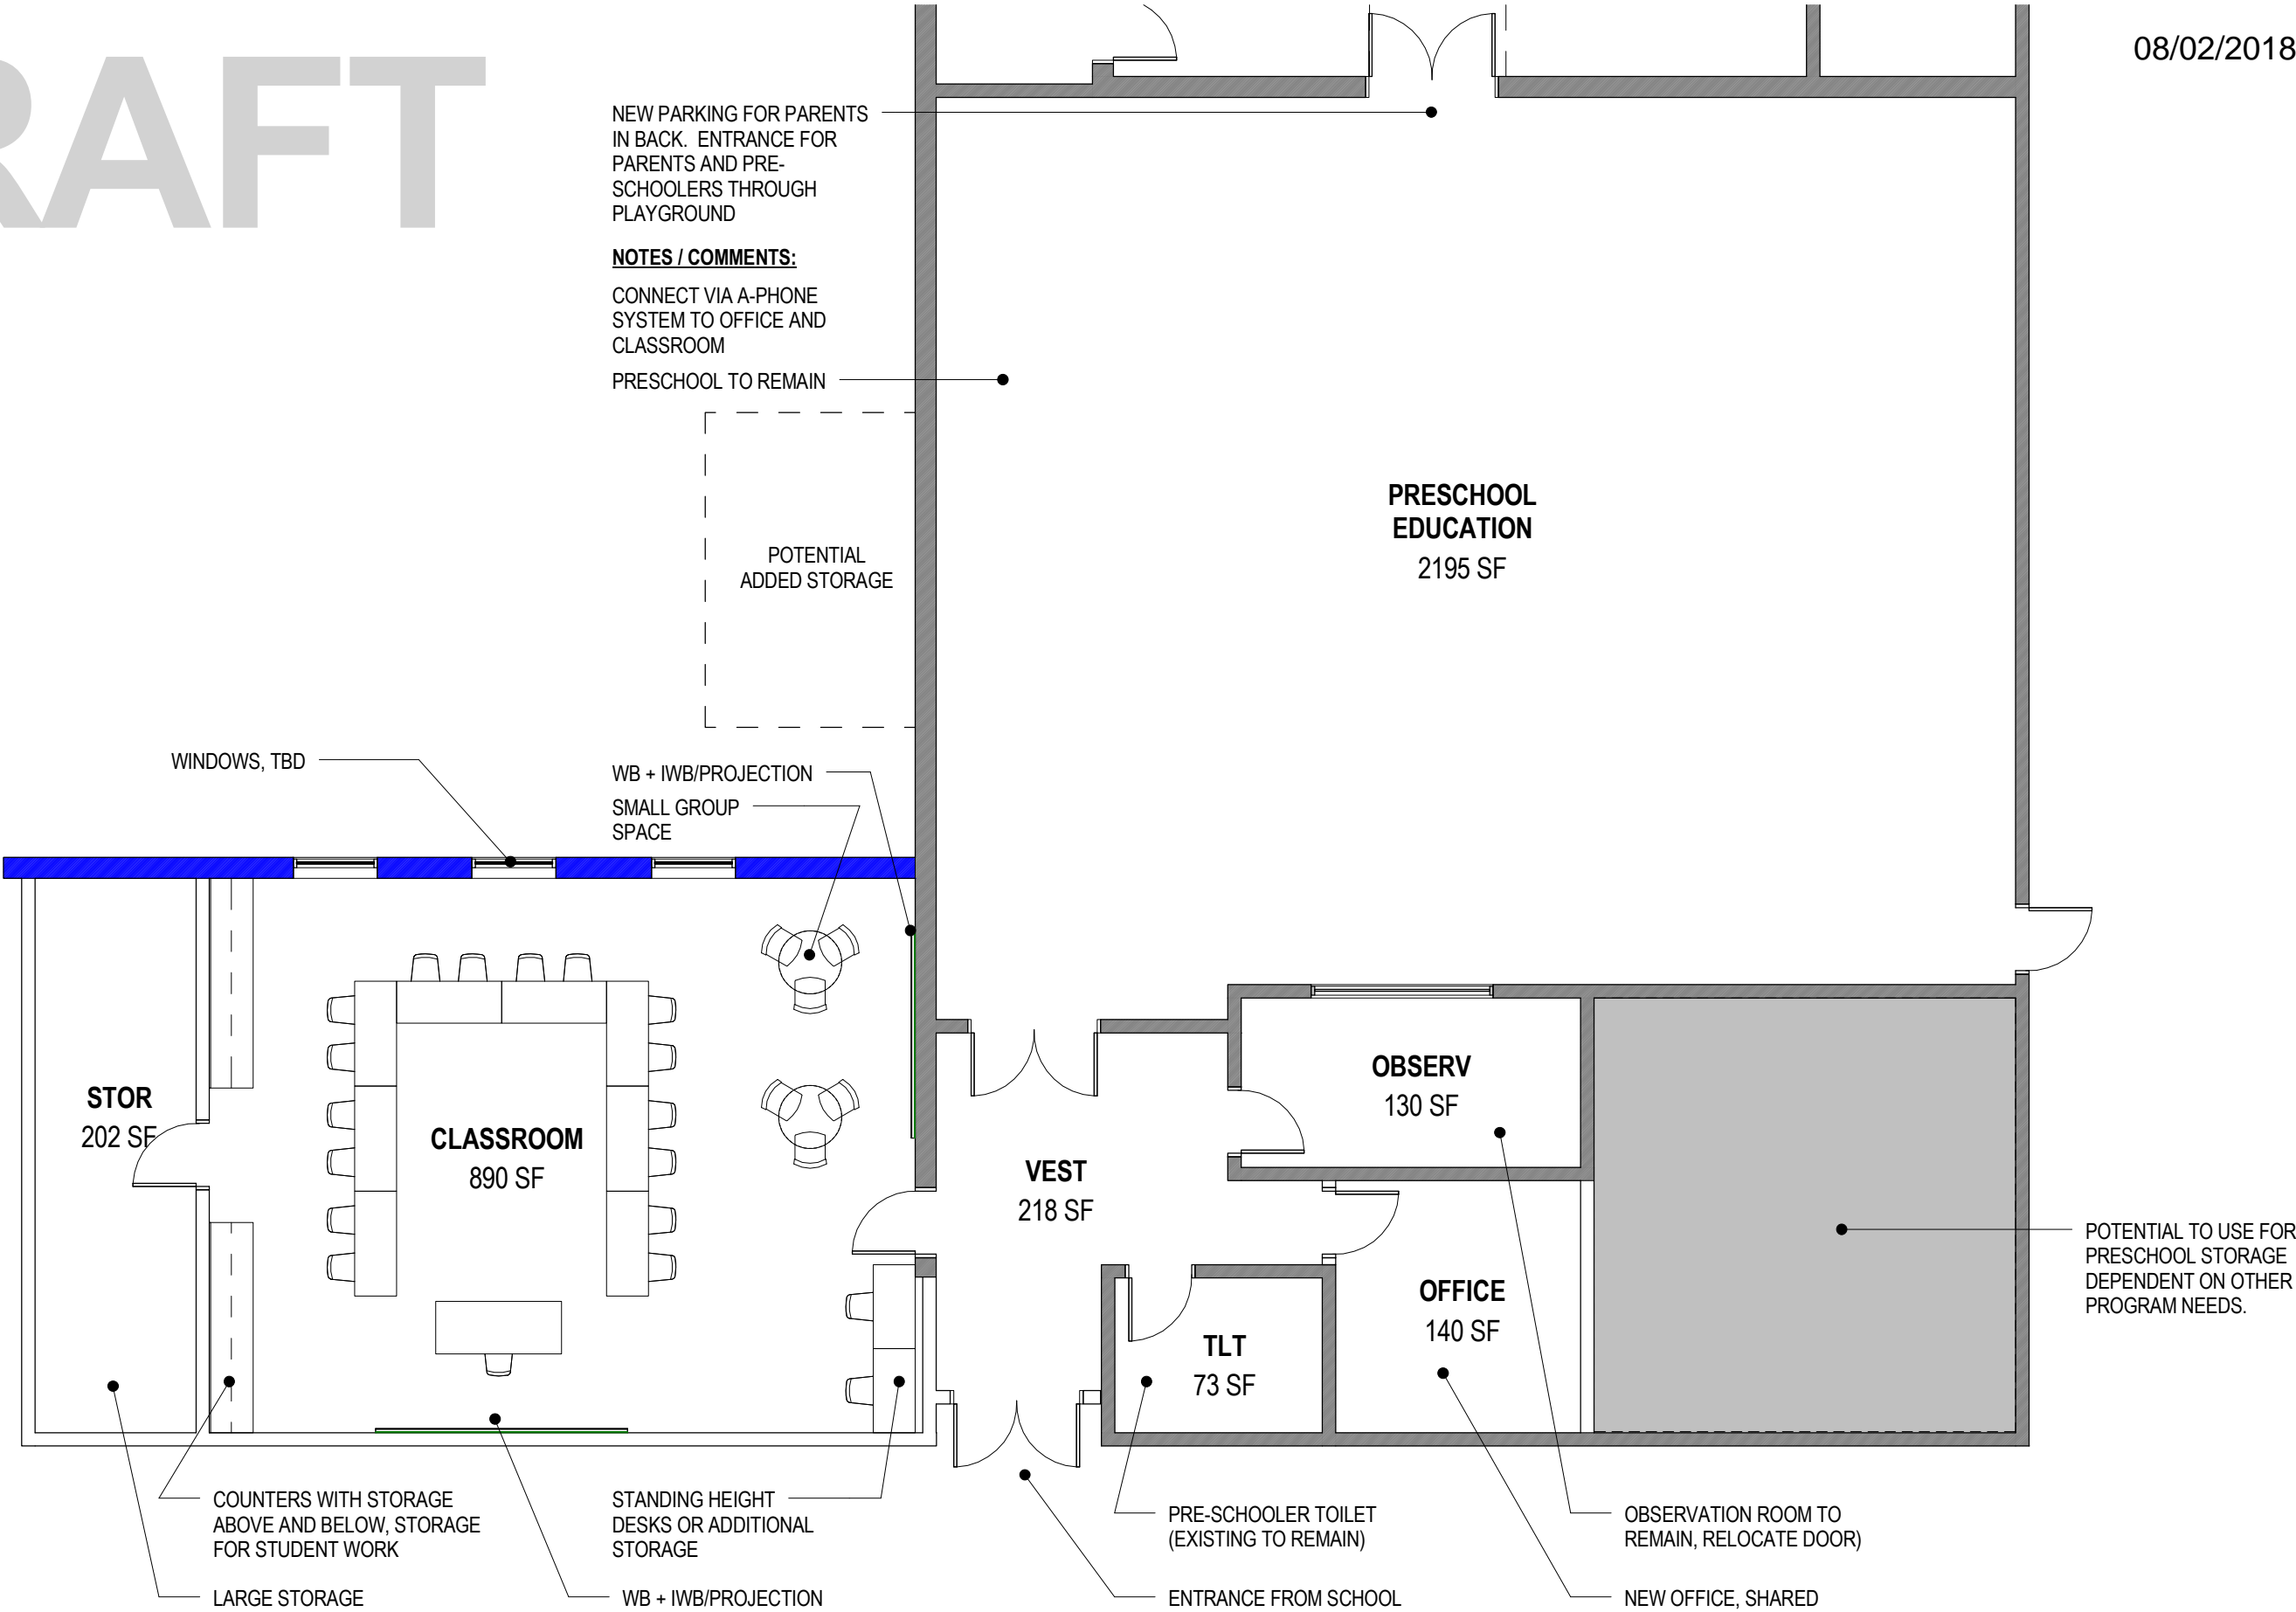 RAFT
08/02/2018
NEW PARKING FOR PARENTS
IN BACK.  ENTRANCE FOR
PARENTS AND PRE-
SCHOOLERS THROUGH
PLAYGROUND
NOTES / COMMENTS:
CONNECT VIA A-PHONE
SYSTEM TO OFFICE AND
CLASSROOM
PRESCHOOL TO REMAIN
PRESCHOOL
EDUCATION
2195 SF
POTENTIAL
ADDED STORAGE
WINDOWS, TBD
WB + IWB/PROJECTION
SMALL GROUP
SPACE
STOR
202 SF
CLASSROOM
890 SF
VEST
218 SF
OBSERV
130 SF
OFFICE
140 SF
TLT
73 SF
POTENTIAL TO USE FOR
PRESCHOOL STORAGE
DEPENDENT ON OTHER
PROGRAM NEEDS.
COUNTERS WITH STORAGE
ABOVE AND BELOW, STORAGE
FOR STUDENT WORK
LARGE STORAGE
STANDING HEIGHT
DESKS OR ADDITIONAL
STORAGE
WB + IWB/PROJECTION
PRE-SCHOOLER TOILET
(EXISTING TO REMAIN)
ENTRANCE FROM SCHOOL
OBSERVATION ROOM TO
REMAIN, RELOCATE DOOR)
NEW OFFICE, SHARED